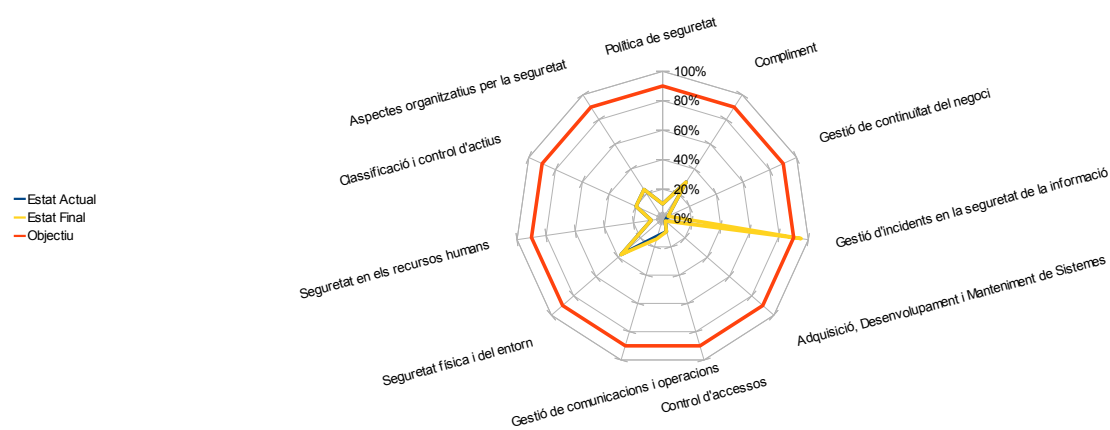 Política de seguretat
Compliment
Aspectes organitzatius per la seguretat
100%
80%
60%
40%
20%
0%
Gestió de continuïtat del negoci
Classificació i control d'actius
Estat Actual
Estat Final
Objectiu
Gestió d'incidents en la seguretat de la informació
Seguretat en els recursos humans
Adquisició, Desenvolupament i Manteniment de Sistemes
Seguretat física i del entorn
Gestió de comunicacions i operacions
Control d'accessos